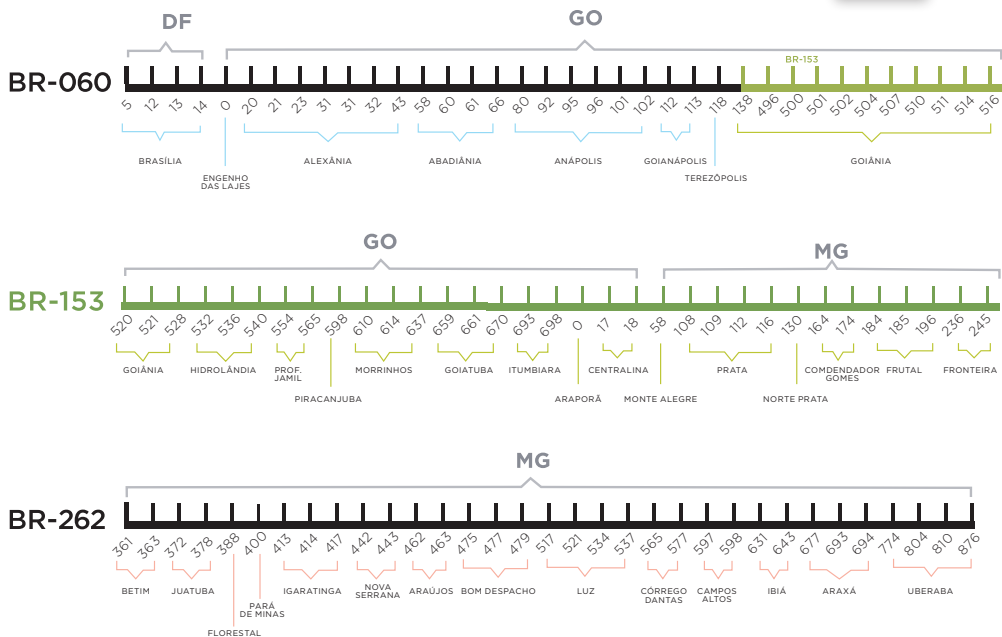 DF
GO
BR-153
BR-060
5 12 13 14 0 20 21 23 31 31 32 43 58 60 61 66 80 92 95 96 101 102 112 113 118 138 496 500 501 502 504 507 510 511 514 516
BRASÍLIA ALEXÂNIA ABADIÂNIA ANÁPOLIS GOIANÁPOLIS GOIÂNIA
ENGENHO
DAS LAJES
TEREZÕPOLIS
GO
MG
BR-153
520 521 528 532 536 540 554 565 598 610 614 637 659 661 670 693 698 0 17 18 58 108 109 112 116 130 164 174 184 185 196 236 245
GOIÂNIA HIDROLÂNDIA PROF.
JAMIL
MORRINHOS GOIATUBA ITUMBIARA CENTRALINA PRATA COMDENDADOR
GOMES
FRUTAL FRONTEIRA
PIRACANJUBA ARAPORÃ MONTE ALEGRE NORTE PRATA
MG
BR-262
361 363 372 378 388 400 413 414 417 442 443 462 463 475 477 479 517 521 534 537 565 577 597 598 631 643 677 693 694 774 804 810 876
BETIM JUATUBA IGARATINGA NOVA
SERRANA
ARAÚJOS BOM DESPACHO LUZ CÓRREGO
DANTAS
CAMPOS
ALTOS
IBIÁ ARAXÁ UBERABA
PARÁ
DE MINAS
FLORESTAL